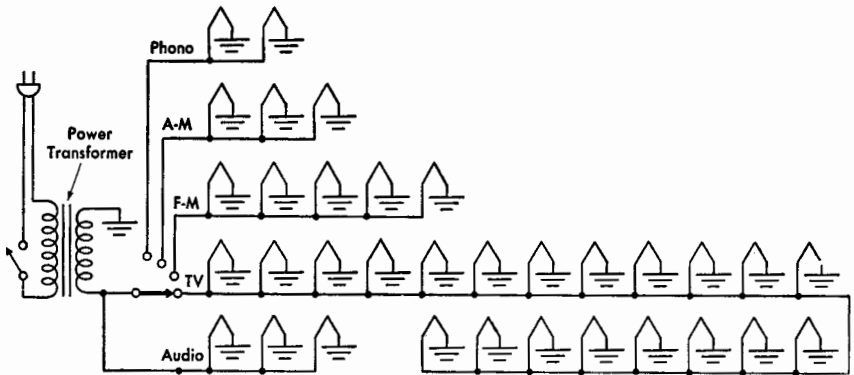 Phono
A-M
Power
Transformer
F-M
TV
Audio